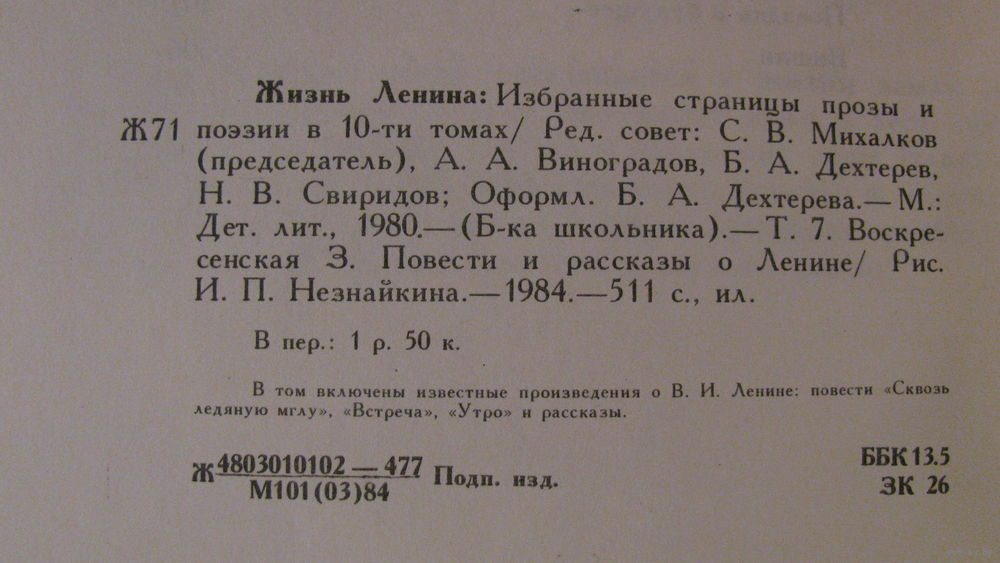 Жизнь Ленина: Избранные страницы прозы и
Ж71 поэзии в 10-ти томах/ Ред. совет: С. В. Михалков
(председатель), А. А. Виноградов, Б. А. Дехтерев,
Н. В. Свиридов; Оформл. Б. А. Дехтерева.— М.:
Дет. лит., 1980.— (Б-ка школьника).— Т. 7. Воскре-
сенская З. Повести и рассказы о Ленине/ Рис.
И. П. Незнайкина.—1984.—511 с., ил.
В пер.: 1 р. 50 к.
В том включены известные произведения о В. И. Ленине: повести «Сквозь
ледяную мглу», «Встреча», «Утро» и рассказы.
Ж 4803010102 — 477 Подп. изд.
М101(03)84
ББК 13.5
ЗК 26